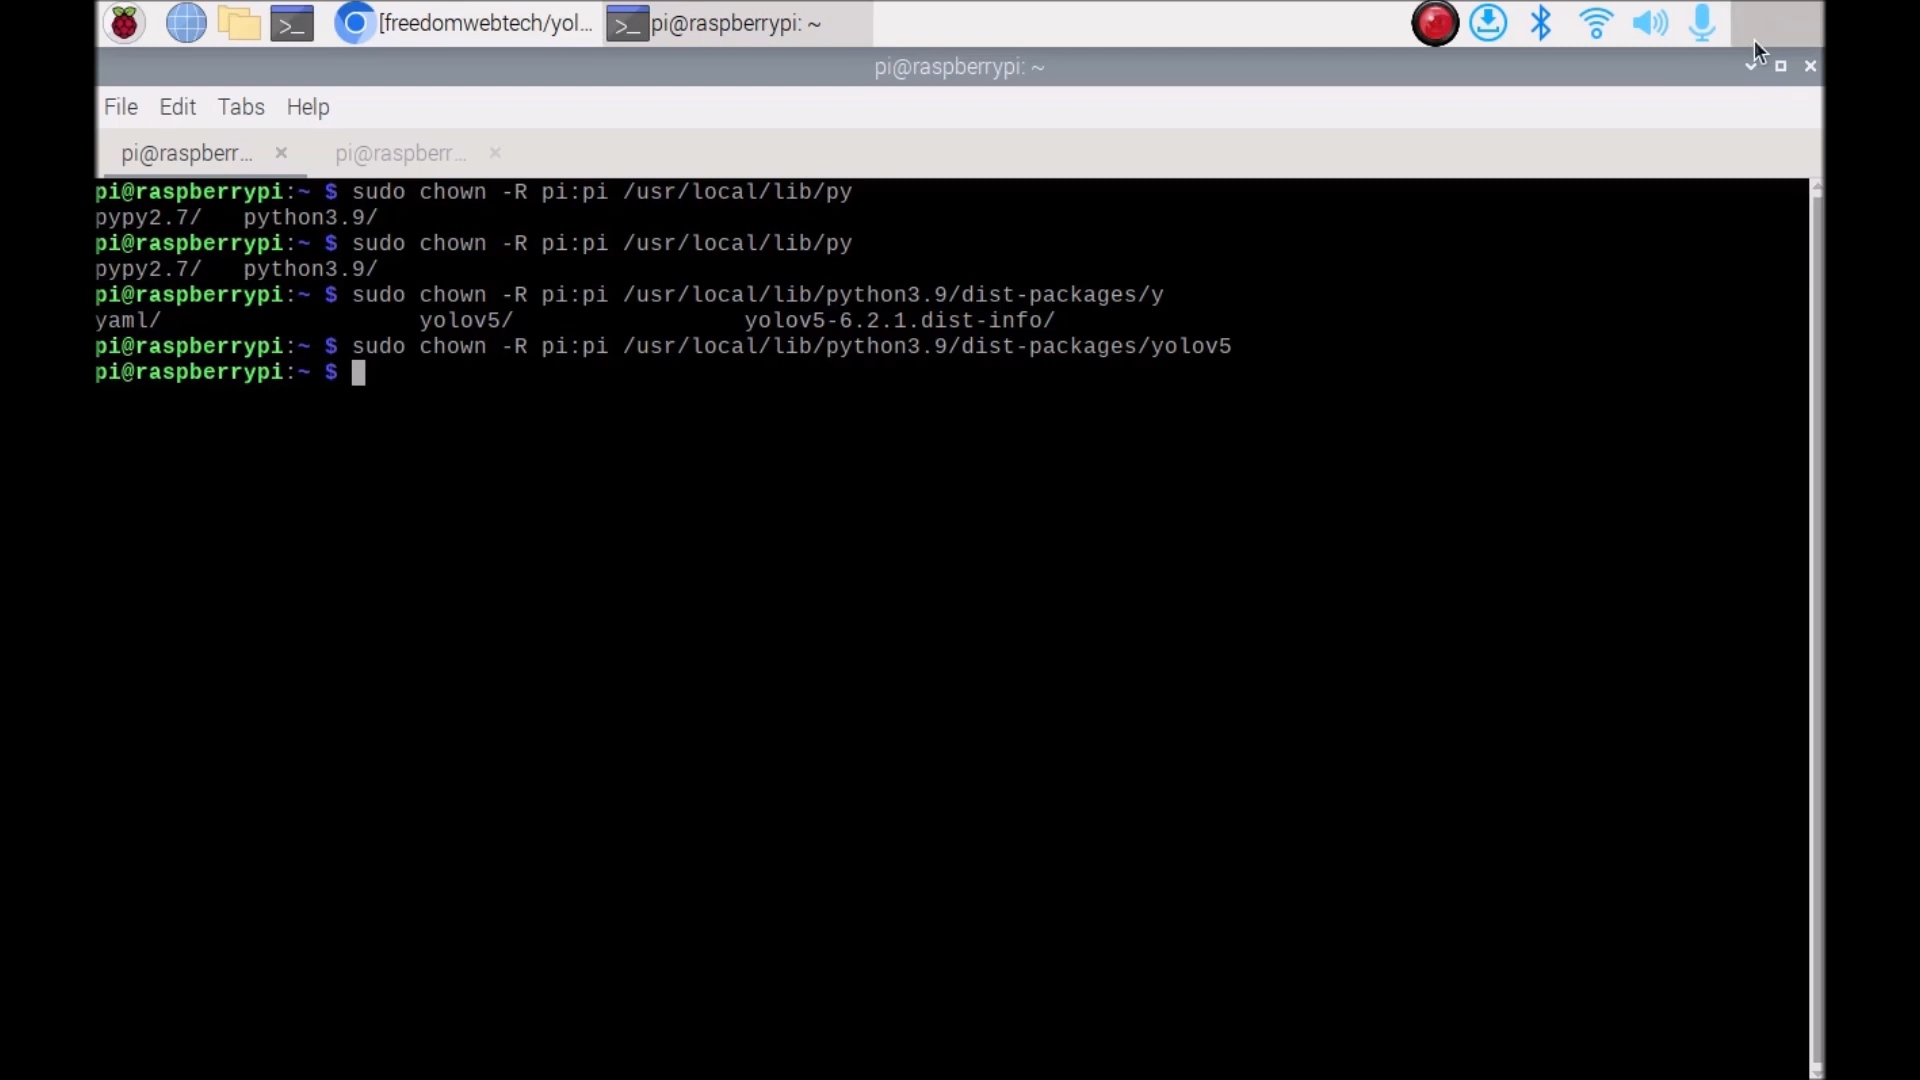 [freedomwebtech/yol... pi@raspberrypi: ~
pi@raspberrypi: ~
File Edit Tabs Help
pi@raspberr... × pi@raspberr... ×
pi@raspberrypi:~ $ sudo chown -R pi:pi /usr/local/lib/py
pypy2.7/ python3.9/
pi@raspberrypi:~ $ sudo chown -R pi:pi /usr/local/lib/py
pypy2.7/ python3.9/
pi@raspberrypi:~ $ sudo chown -R pi:pi /usr/local/lib/python3.9/dist-packages/y
yaml/ yolov5/ yolov5-6.2.1.dist-info/
pi@raspberrypi:~ $ sudo chown -R pi:pi /usr/local/lib/python3.9/dist-packages/yolov5
pi@raspberrypi:~ $